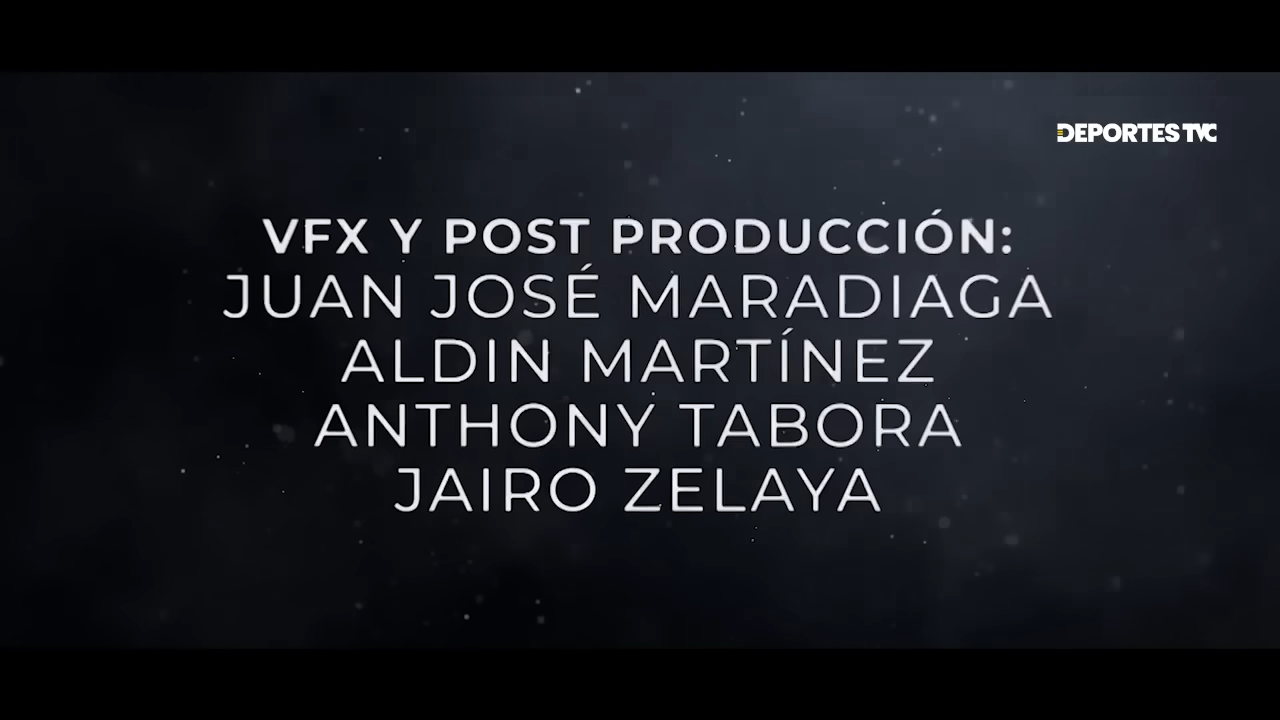 DEPORTES TVC
VFX Y POST PRODUCCIÓN:
JUAN JOSÉ MARADIAGA
ALDIN MARTÍNEZ
ANTHONY TABORA
JAIRO ZELAYA